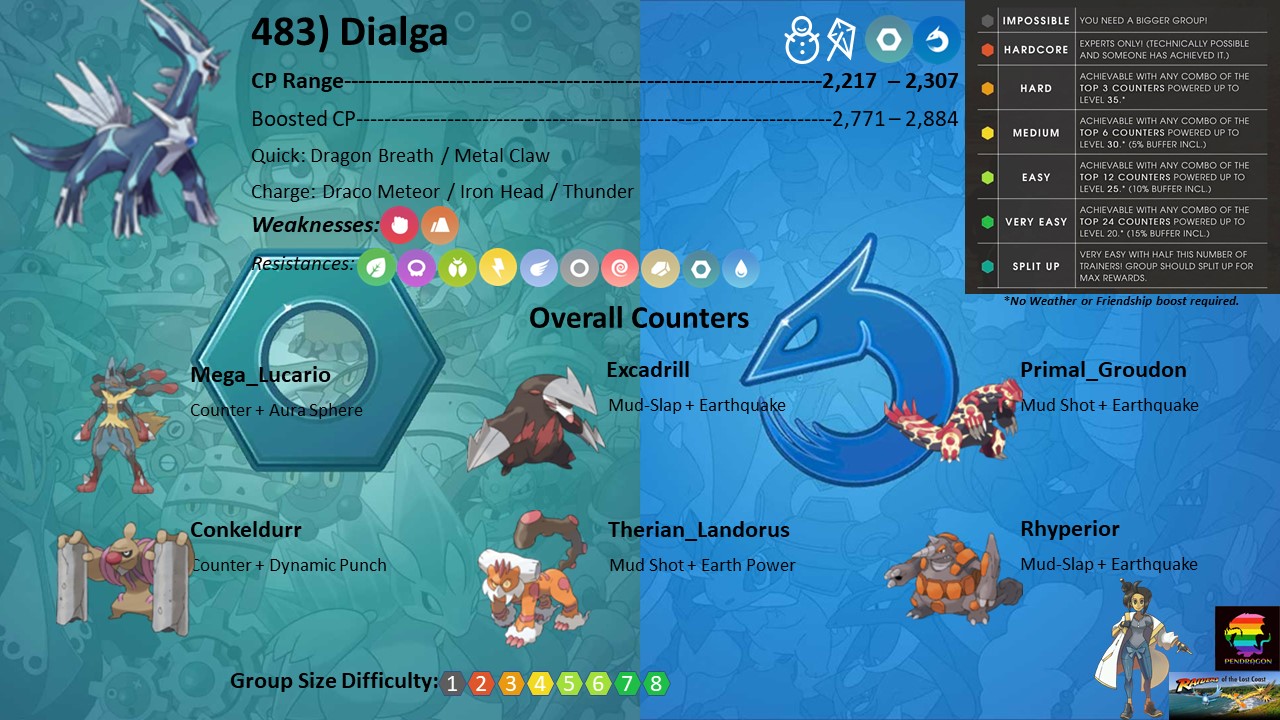 483) Dialga
CP Range------------------------------------------------------------------2,217 – 2,307
Boosted CP------------------------------------------------------------------2,771 – 2,884
Quick: Dragon Breath / Metal Claw
Charge: Draco Meteor / Iron Head / Thunder
Weaknesses:
Resistances:
IMPOSSIBLE YOU NEED A BIGGER GROUP!
HARDCORE EXPERTS ONLY! (TECHNICALLY POSSIBLE
AND SOMEONE HAS ACHIEVED IT.)
HARD ACHIEVABLE WITH ANY COMBO OF THE
TOP 3 COUNTERS POWERED UP TO
LEVEL 35.*
MEDIUM ACHIEVABLE WITH ANY COMBO OF THE
TOP 6 COUNTERS POWERED UP TO
LEVEL 30.* (5% BUFFER INCL.)
EASY ACHIEVABLE WITH ANY COMBO OF THE
TOP 12 COUNTERS POWERED UP TO
LEVEL 25.* (10% BUFFER INCL.)
VERY EASY ACHIEVABLE WITH ANY COMBO OF THE
TOP 24 COUNTERS POWERED UP TO
LEVEL 20.* (15% BUFFER INCL.)
SPLIT UP VERY EASY WITH HALF THIS NUMBER OF
TRAINERS! GROUP SHOULD SPLIT UP FOR
MAX REWARDS.
*No Weather or Friendship boost required.
Overall Counters
Mega_Lucario
Counter + Aura Sphere
Excadrill
Mud-Slap + Earthquake
Primal_Groudon
Mud Shot + Earthquake
Conkeldurr
Counter + Dynamic Punch
Therian_Landorus
Mud Shot + Earth Power
Rhyperior
Mud-Slap + Earthquake
Group Size Difficulty: 1 2 3 4 5 6 7 8
PENDRAGON
RAIDERS of the Lost Coast